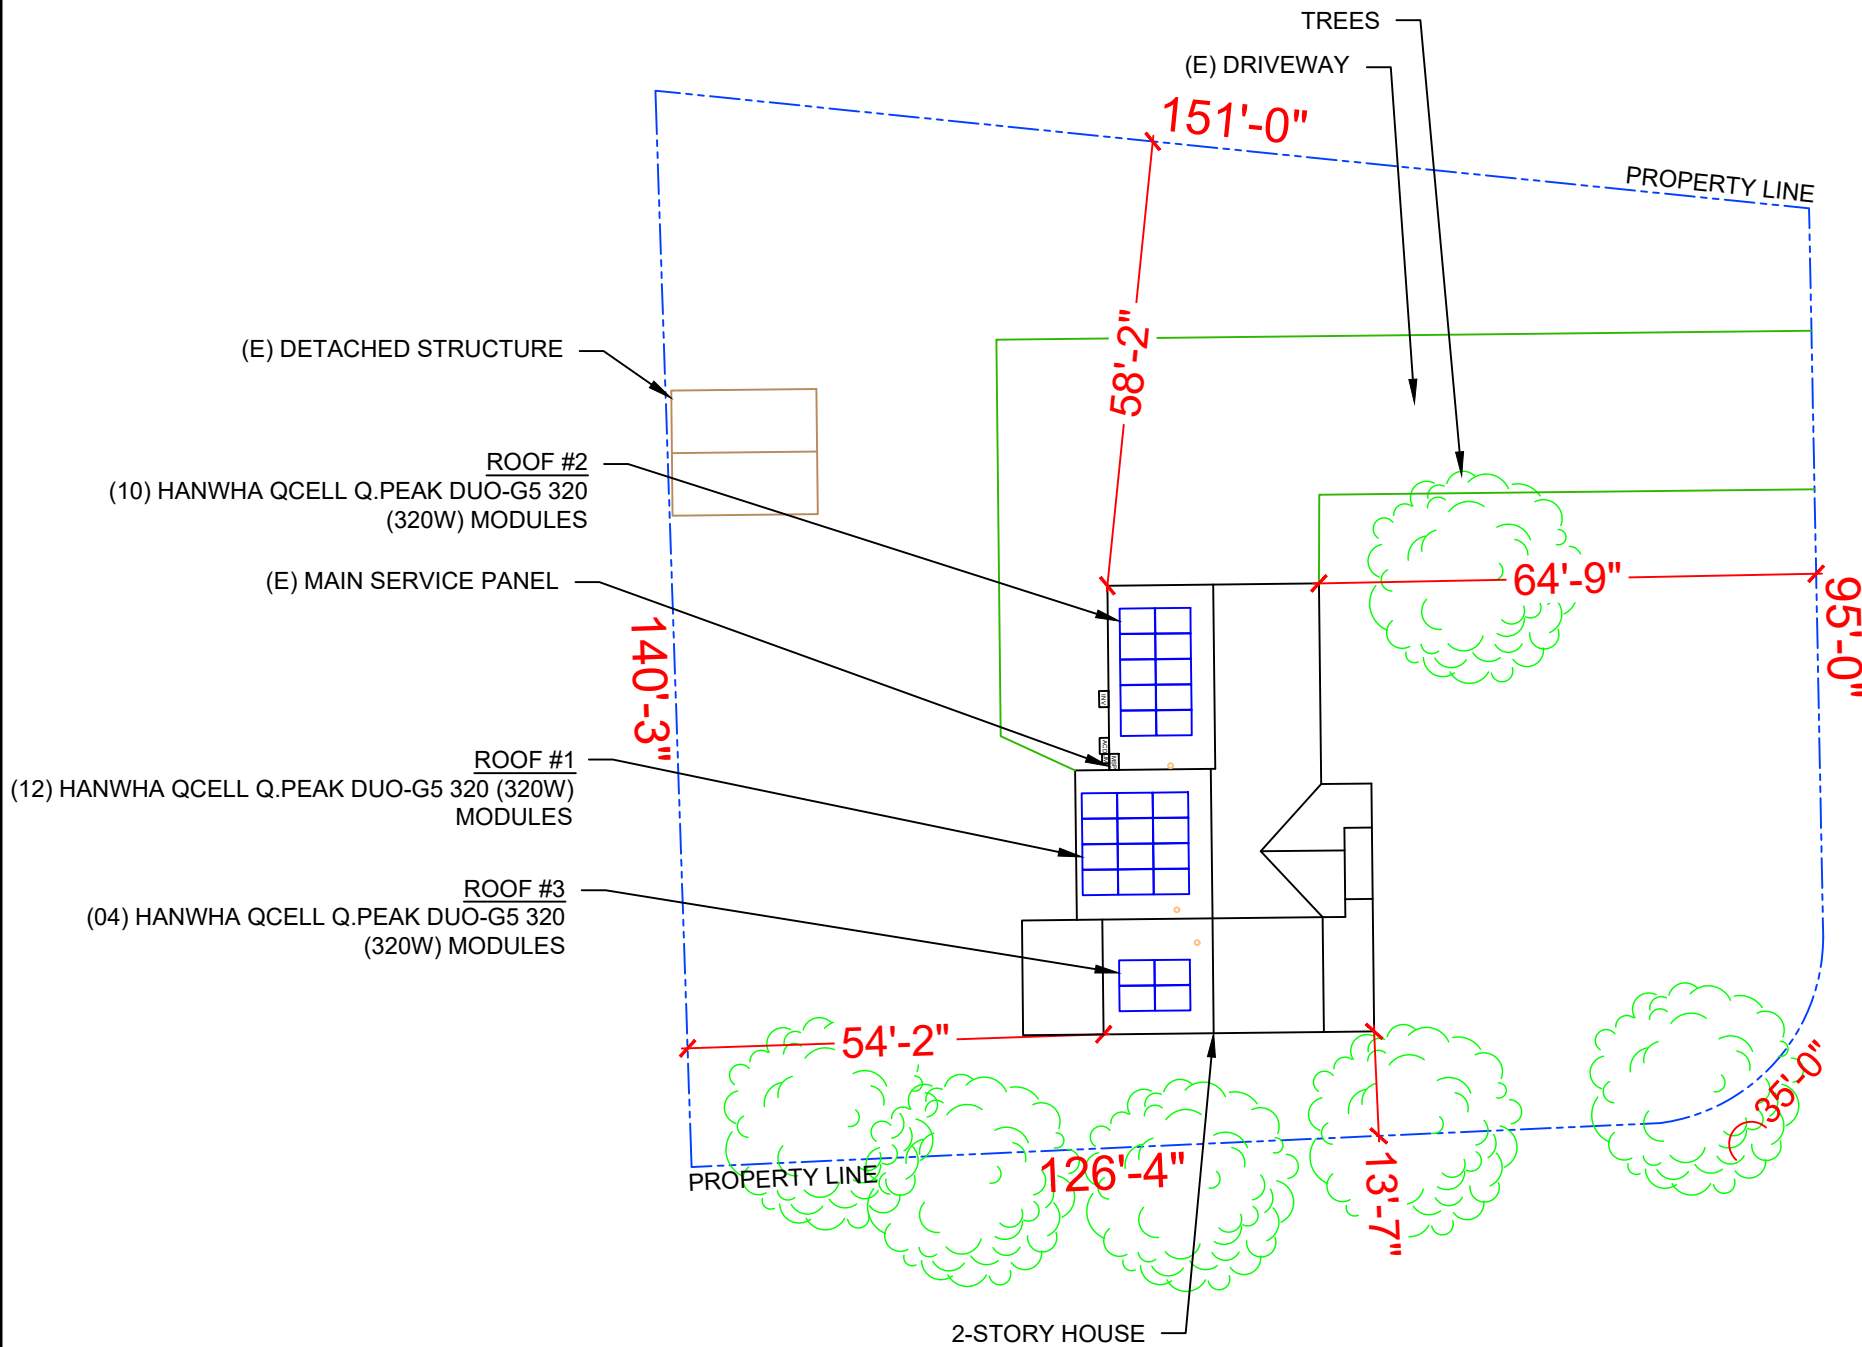 TREES
(E) DRIVEWAY
151'-0"
PROPERTY LINE
58'-2"
(E) DETACHED STRUCTURE
ROOF #2
(10) HANWHA QCELL Q.PEAK DUO-G5 320
(320W) MODULES
(E) MAIN SERVICE PANEL
64'-9"
95'-0"
140'-3"
INV
ROOF #1
(12) HANWHA QCELL Q.PEAK DUO-G5 320 (320W)
MODULES
ROOF #3
(04) HANWHA QCELL Q.PEAK DUO-G5 320
(320W) MODULES
54'-2"
35'-0"
PROPERTY LINE
126'-4"
13'-7"
2-STORY HOUSE